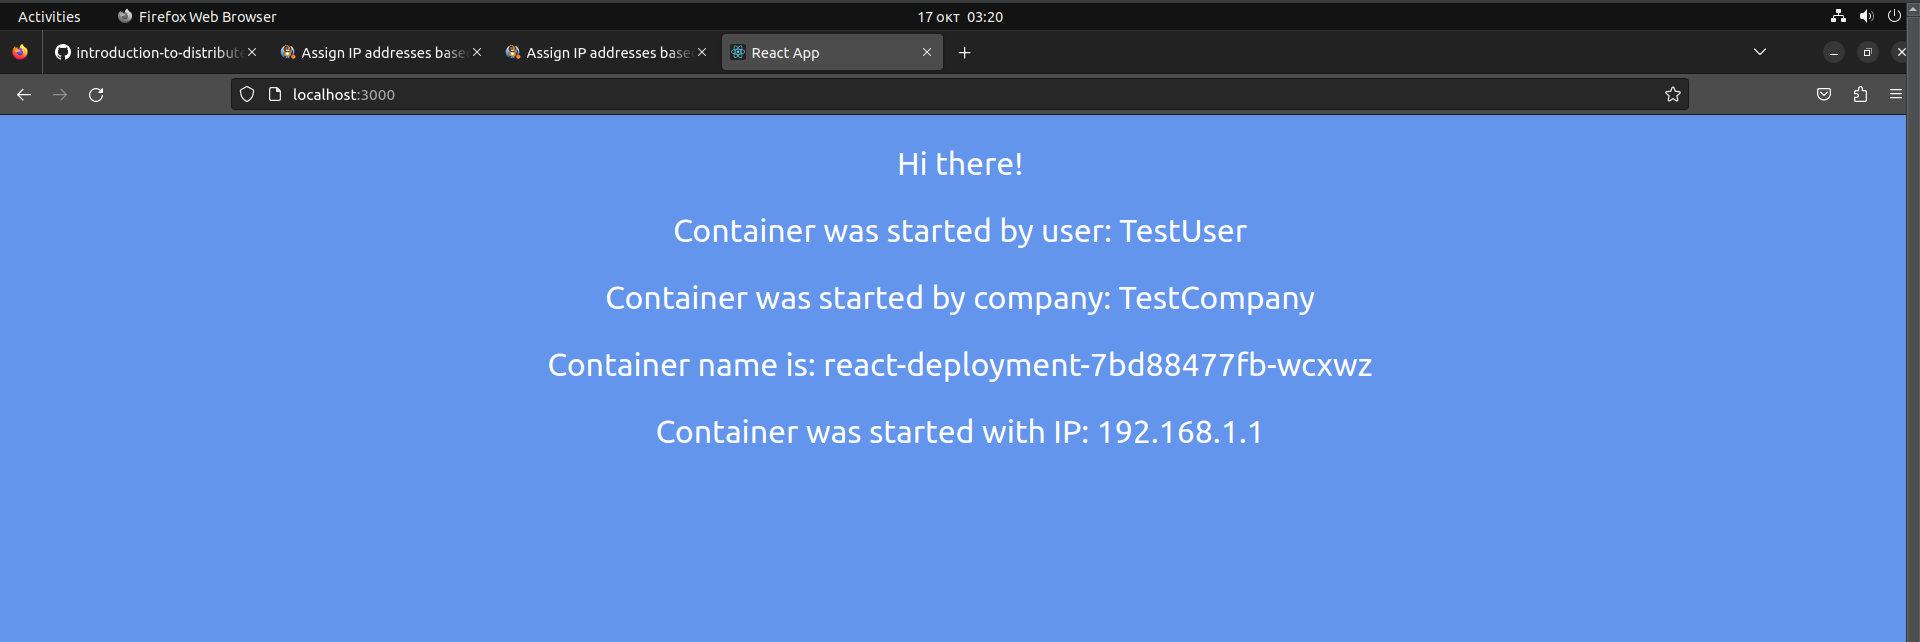 Activities
Firefox Web Browser
17 окт 03:20
introduction-to-distribut
Assign IP addresses base
Assign IP addresses base
React App
localhost:3000
Hi there!
Container was started by user: TestUser
Container was started by company: TestCompany
Container name is: react-deployment-7bd88477fb-wcxwz
Container was started with IP: 192.168.1.1